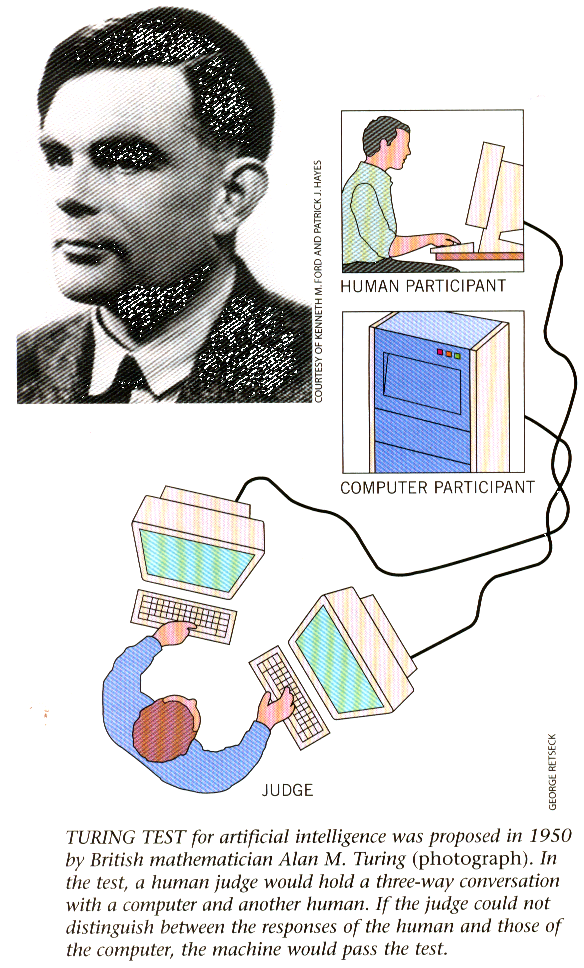 COURTESY OF KENNETH M. FORD AND PATRICK J. HAYES
HUMAN PARTICIPANT
COMPUTER PARTICIPANT
JUDGE
GEORGE RETSECK
TURING TEST for artificial intelligence was proposed in 1950
by British mathematician Alan M. Turing (photograph). In
the test, a human judge would hold a three-way conversation
with a computer and another human. If the judge could not
distinguish between the responses of the human and those of
the computer, the machine would pass the test.